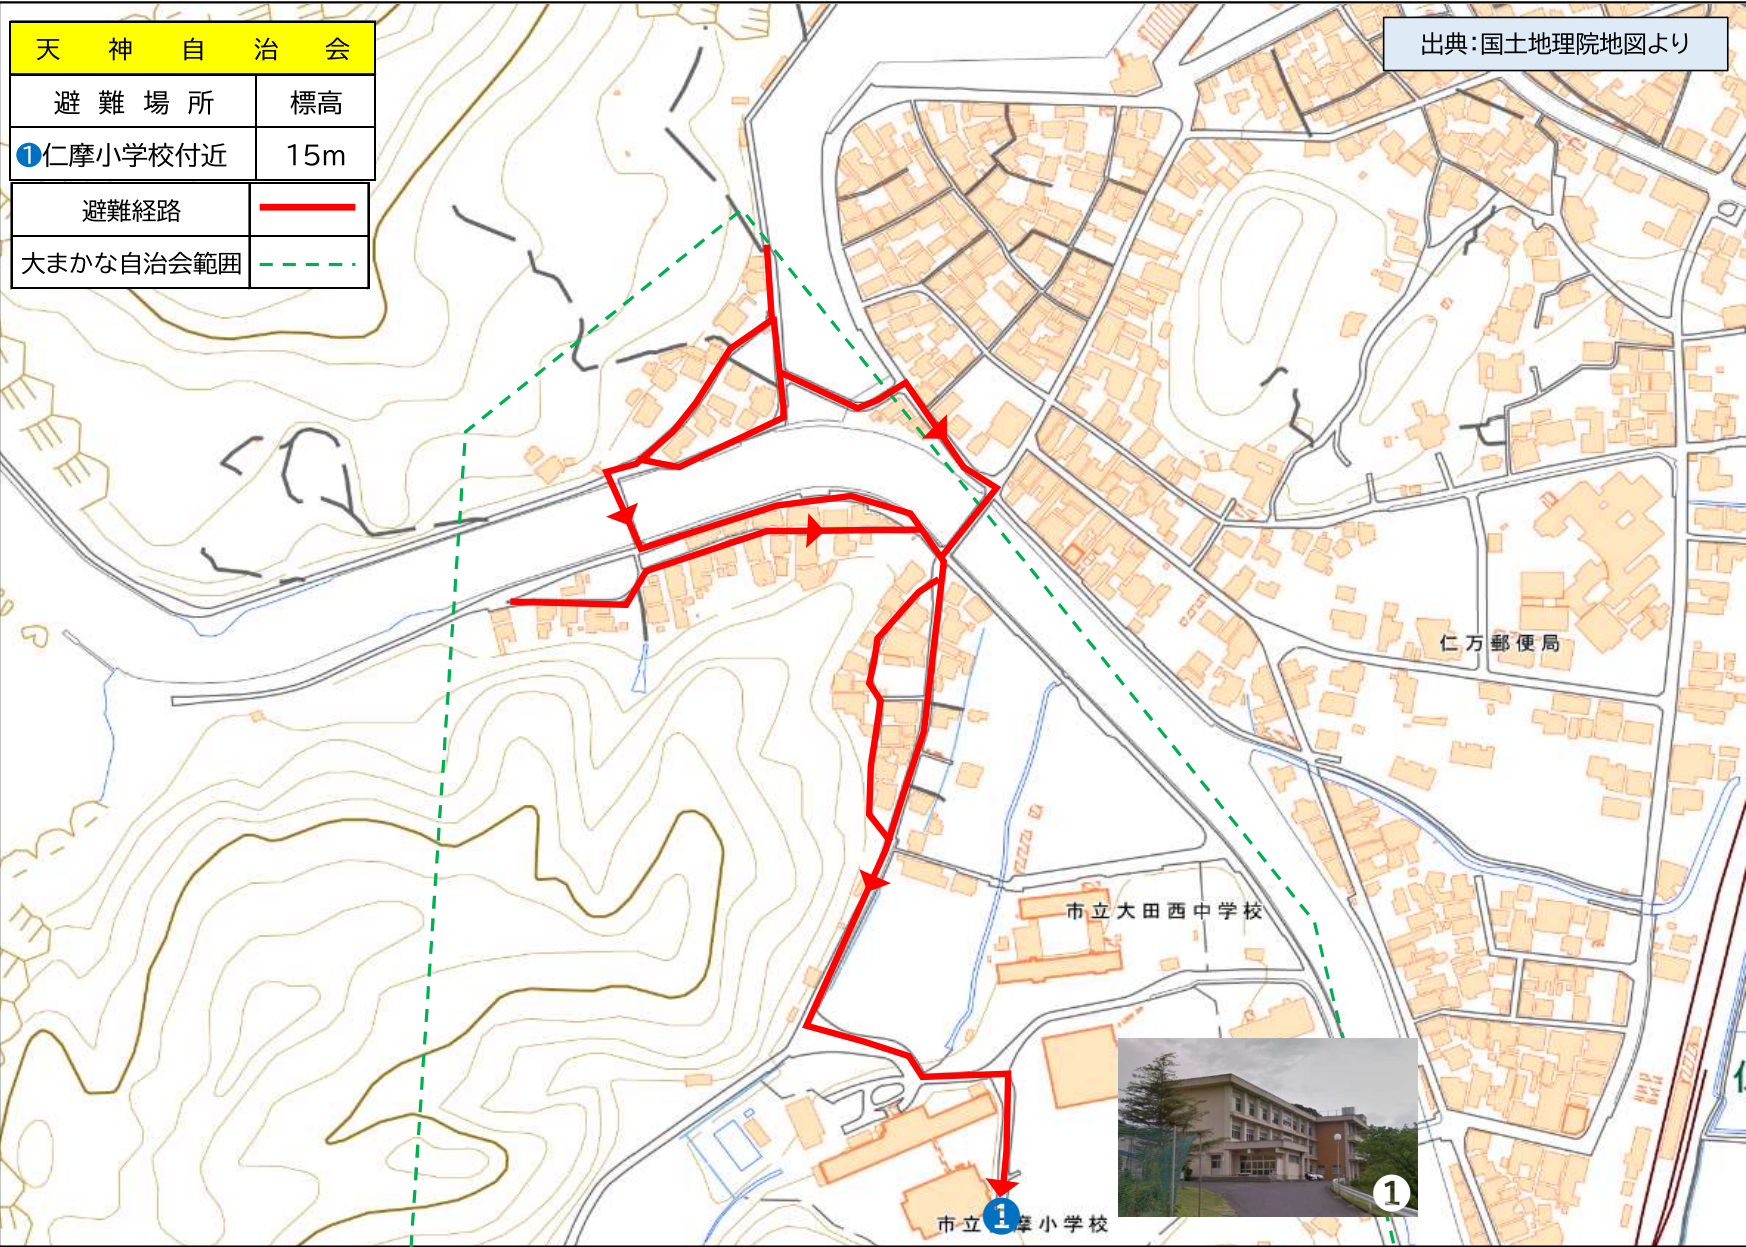 天神自治会
避難場所 標高
❶仁摩小学校付近 15m
避難経路
大まかな自治会範囲
出典：国土地理院地図より
仁万郵便局
市立大田西中学校
市立 摩小学校
1
1